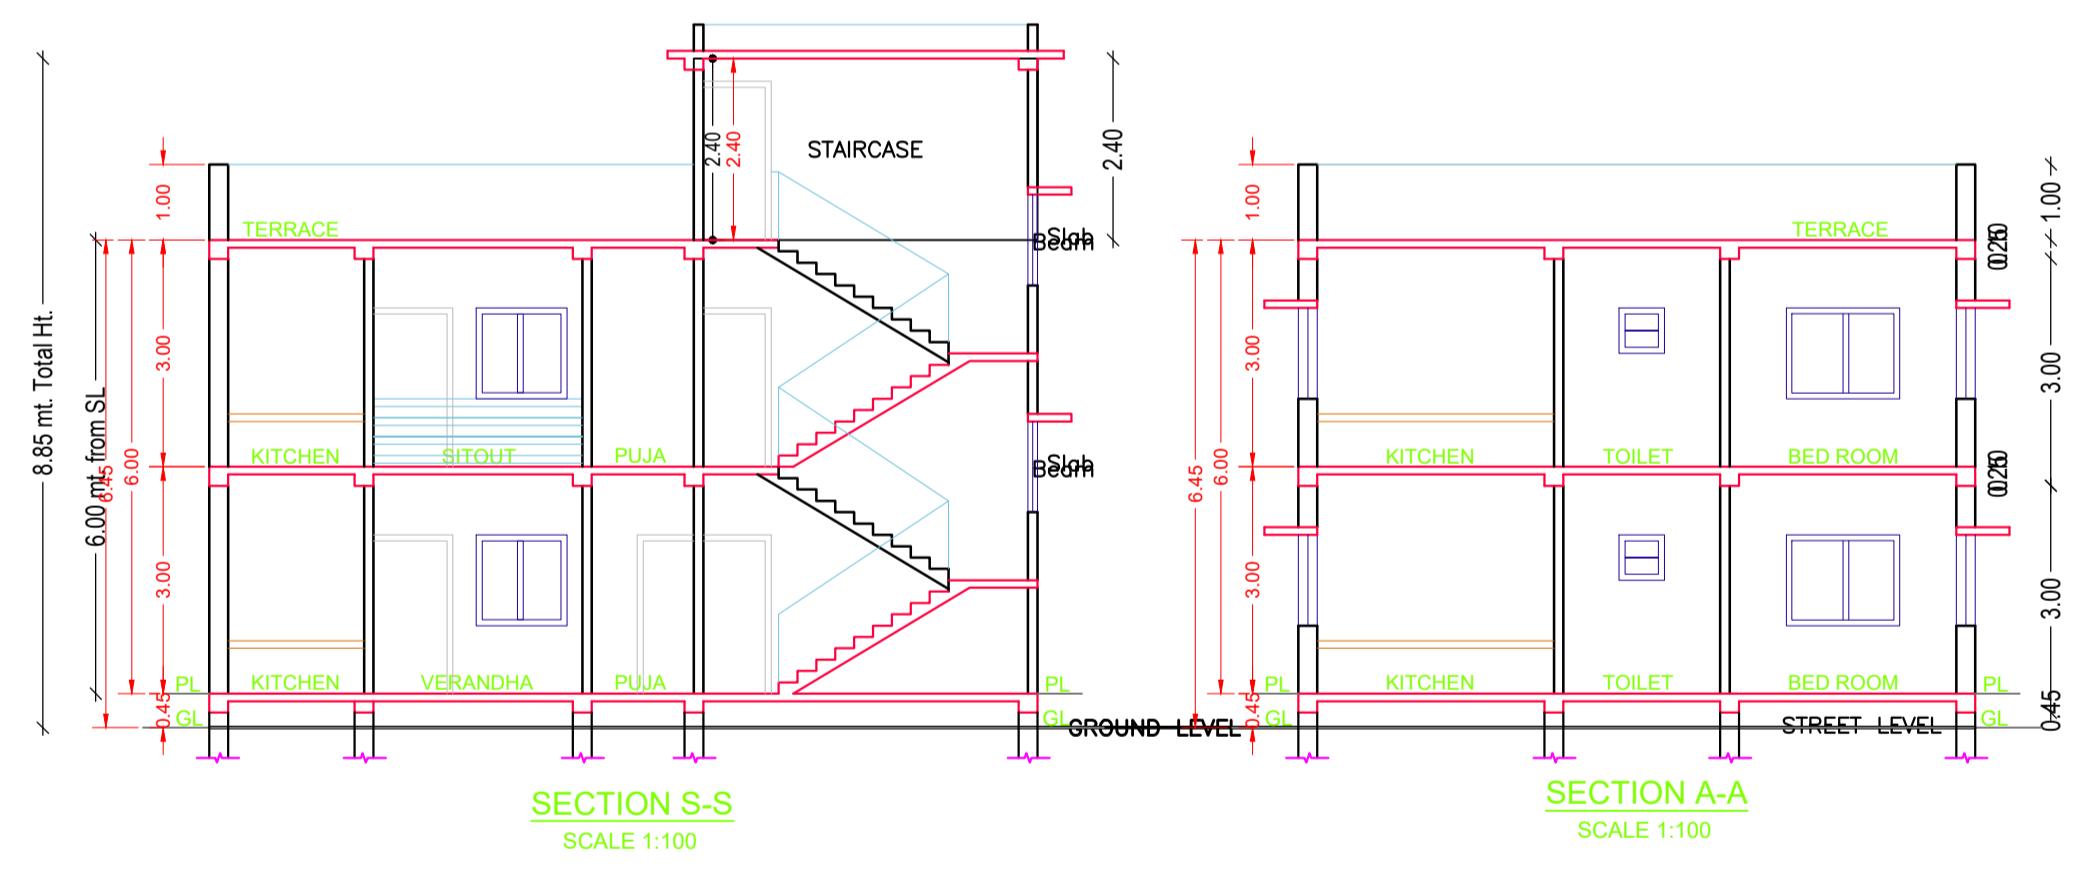 8.85 mt. Total Ht.
6.00 mt. from SL
6.45
6.00
1.00
3.00
3.00
0.45
2.40
2.40
STAIRCASE
2.40
TERRACE
Slab
Beam
KITCHEN
SITOUT
PUJA
Slab
Beam
PL
KITCHEN
VERANDHA
PUJA
PL
GL
GL
GROUND LEVEL
SECTION S-S
SCALE 1:100
1.00
3.00
3.00
0.45
6.45
6.00
TERRACE
1.00
3.00
3.00
0.45
KITCHEN
TOILET
BED ROOM
PL
KITCHEN
TOILET
BED ROOM
PL
GL
STREET LEVEL
GL
SECTION A-A
SCALE 1:100